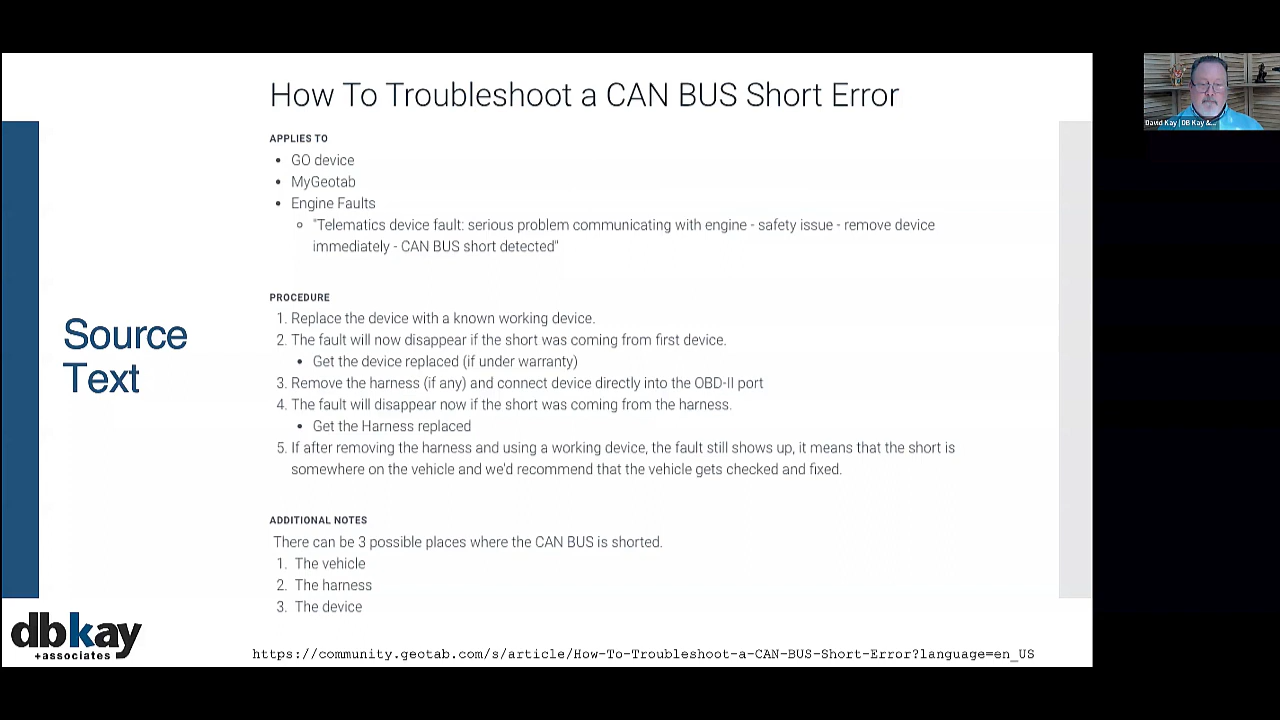 How To Troubleshoot a CAN BUS Short Error
David Kay | DB Kay &...
APPLIES TO
• GO device
• MyGeotab
• Engine Faults
○ "Telematics device fault: serious problem communicating with engine - safety issue - remove device
immediately - CAN BUS short detected"
PROCEDURE
1. Replace the device with a known working device.
2. The fault will now disappear if the short was coming from first device.
• Get the device replaced (if under warranty)
3. Remove the harness (if any) and connect device directly into the OBD-II port
4. The fault will disappear now if the short was coming from the harness.
• Get the Harness replaced
5. If after removing the harness and using a working device, the fault still shows up, it means that the short is
somewhere on the vehicle and we'd recommend that the vehicle gets checked and fixed.
Source
Text
ADDITIONAL NOTES
There can be 3 possible places where the CAN BUS is shorted.
1. The vehicle
2. The harness
3. The device
dbkay
+associates
https://community.geotab.com/s/article/How-To-Troubleshoot-a-CAN-BUS-Short-Error?language=en_US